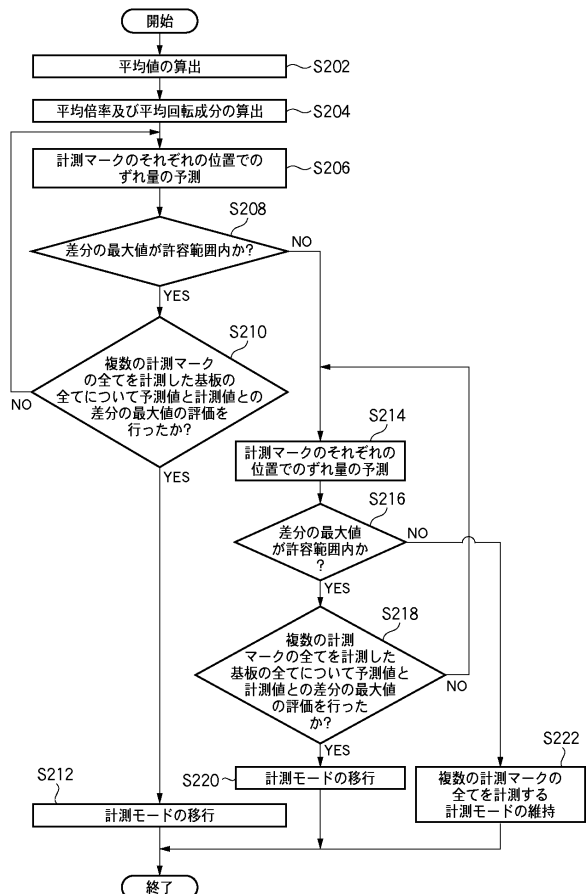 開始
平均値の算出
S202
平均倍率及び平均回転成分の算出
S204
計測マークのそれぞれの位置での
ずれ量の予測
S206
S208
差分の最大値が許容範囲内か?
NO
YES
S210
複数の計測マーク
の全てを計測した基板の
全てについて予測値と計測値との
差分の最大値の評価を
行ったか?
NO
YES
S214
計測マークのそれぞれの
位置でのずれ量の予測
S216
差分の最大値
が許容範囲内か
?
NO
YES
S218
複数の計測
マークの全てを計測した
基板の全てについて予測値と
計測値との差分の最大値
の評価を行った
か?
NO
YES
S220
計測モードの移行
S222
複数の計測マークの
全てを計測する
計測モードの維持
S212
計測モードの移行
終了